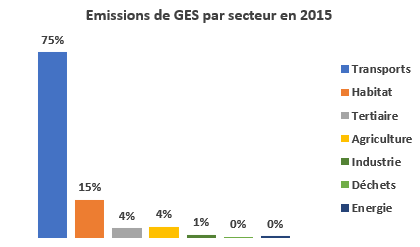 Emissions de GES par secteur en 2015
75%
15%
4%
4%
1%
0%
0%
Transports
Habitat
Tertiaire
Agriculture
Industrie
Déchets
Energie